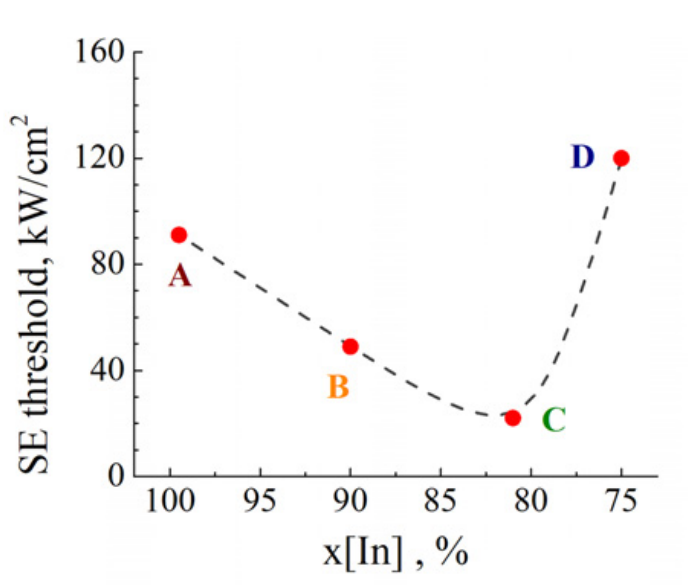 160
120
80
40
0
SE threshold, kW/cm²
A
B
C
D
100 95 90 85 80 75
x[In] , %